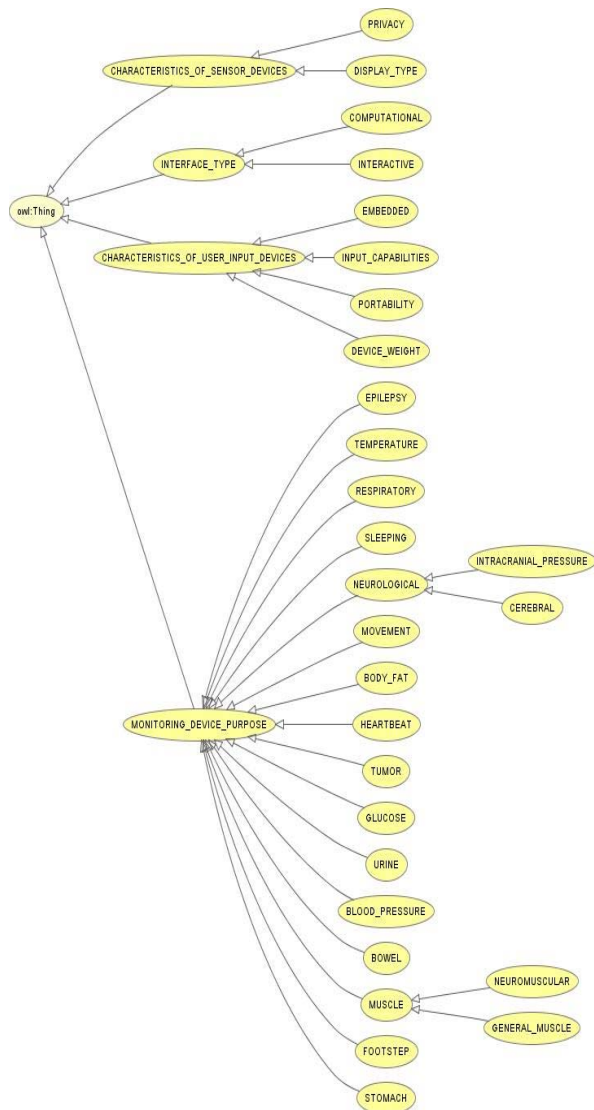 PRIVACY
CHARACTERISTICS_OF_SENSOR_DEVICES
DISPLAY_TYPE
COMPUTATIONAL
INTERFACE_TYPE
INTERACTIVE
owl:Thing
EMBEDDED
CHARACTERISTICS_OF_USER_INPUT_DEVICES
INPUT_CAPABILITIES
PORTABILITY
DEVICE_WEIGHT
EPILEPSY
TEMPERATURE
RESPIRATORY
SLEEPING
INTRACRANIAL_PRESSURE
NEUROLOGICAL
CEREBRAL
MOVEMENT
BODY_FAT
MONITORING_DEVICE_PURPOSE
HEARTBEAT
TUMOR
GLUCOSE
URINE
BLOOD_PRESSURE
BOWEL
NEUROMUSCULAR
MUSCLE
GENERAL_MUSCLE
FOOTSTEP
STOMACH